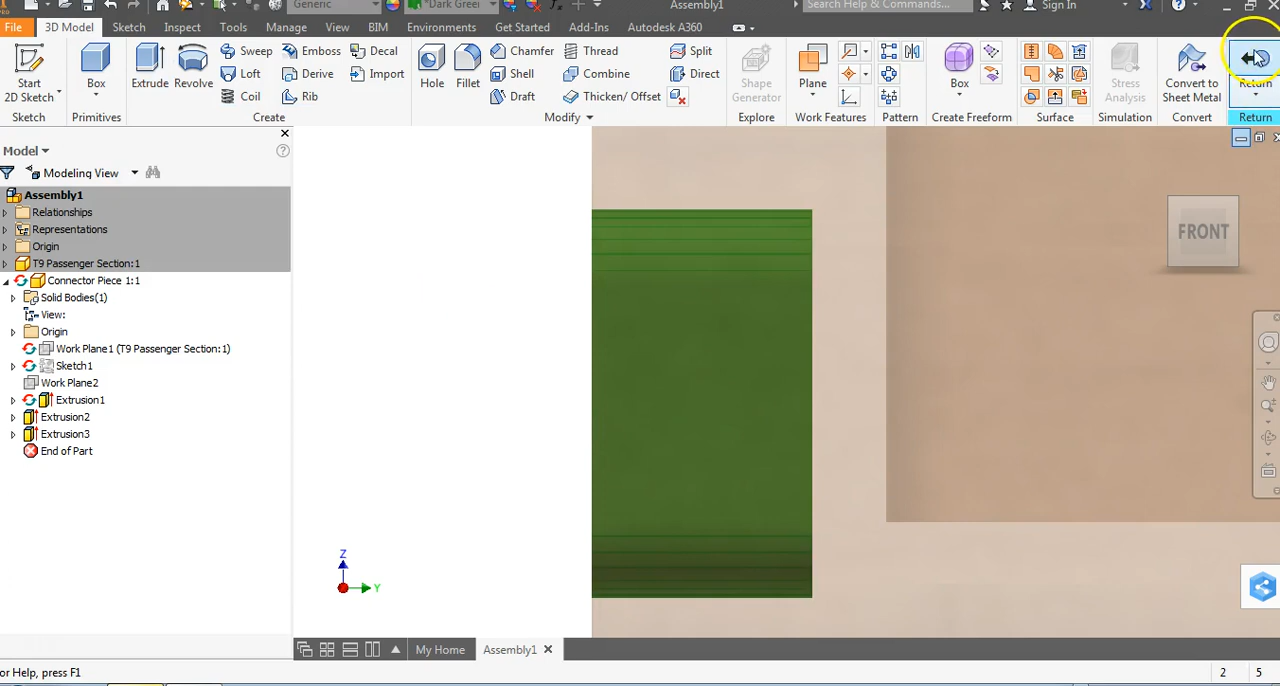 PRO
Generic
*Dark Greer
Assembly1
Search Help & Commands...
Sign In
File
3D Model
Sketch
Inspect
Tools
Manage
View
BIM
Environments
Get Started
Add-Ins
Autodesk A360
Start
2D Sketch
Box
Extrude
Revolve
Sweep
Loft
Coil
Emboss
Derive
Rib
Decal
Import
Hole
Fillet
Chamfer
Shell
Draft
Thread
Combine
Thicken/ Offset
Split
Direct
Shape
Generator
Plane
Box
Stress
Analysis
Convert to
Sheet Metal
Return
Sketch
Primitives
Create
Modify
Explore
Work Features
Pattern
Create Freeform
Surface
Simulation
Convert
Return
Model
Modeling View
Assembly1
Relationships
Representations
Origin
T9 Passenger Section:1
Connector Piece 1:1
Solid Bodies(1)
View:
Origin
Work Plane1 (T9 Passenger Section:1)
Sketch1
Work Plane2
Extrusion1
Extrusion2
Extrusion3
End of Part
FRONT
Z
Y
My Home
Assembly1
or Help, press F1
2
5